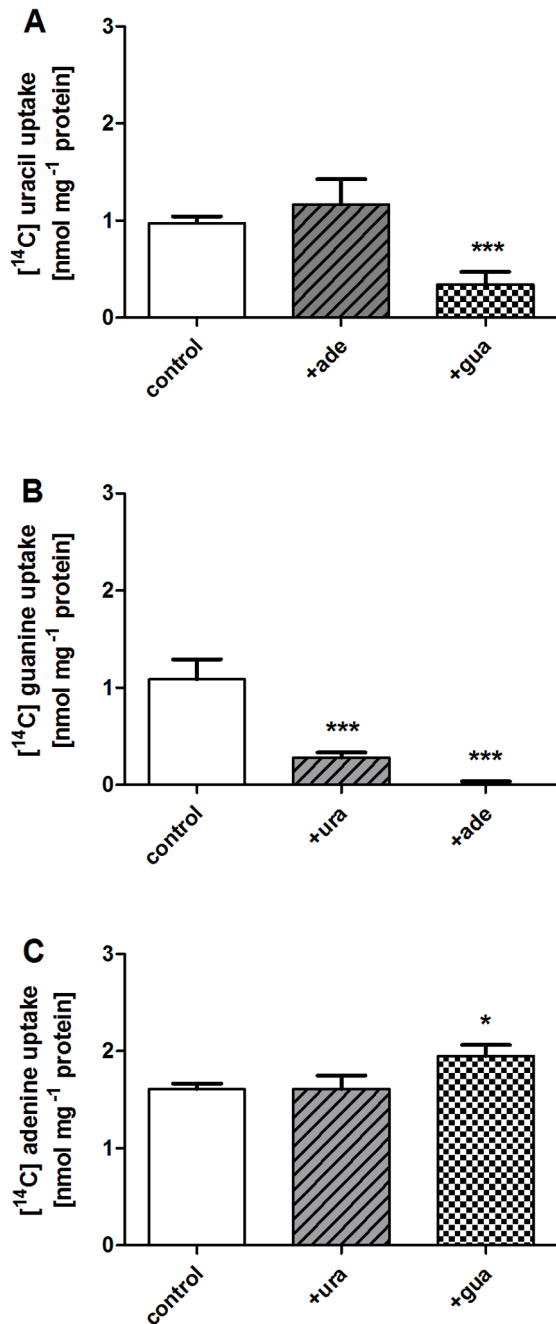 A
[¹⁴C] uracil uptake
[nmol mg⁻¹ protein]
3
2
1
0
***
control
+ade
+gua
B
[¹⁴C] guanine uptake
[nmol mg⁻¹ protein]
3
2
1
0
***
***
control
+ura
+ade
C
[¹⁴C] adenine uptake
[nmol mg⁻¹ protein]
3
2
1
0
*
control
+ura
+gua